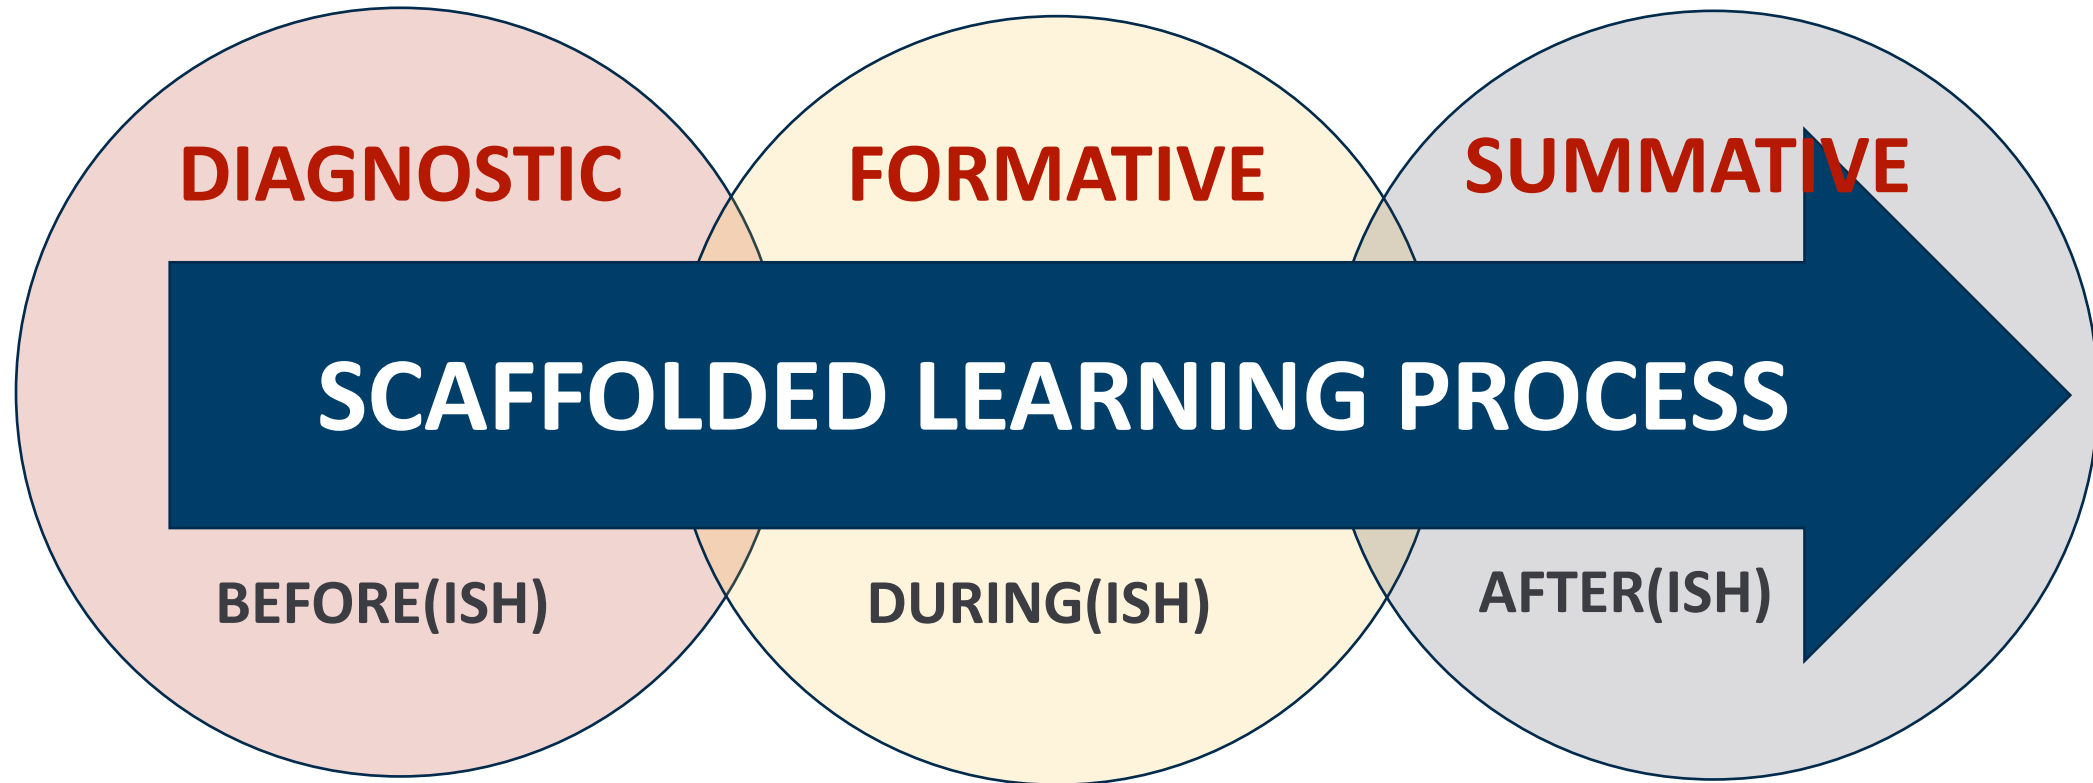 DIAGNOSTIC
FORMATIVE
SUMMATIVE
SCAFFOLDED LEARNING PROCESS
BEFORE(ISH)
DURING(ISH)
AFTER(ISH)